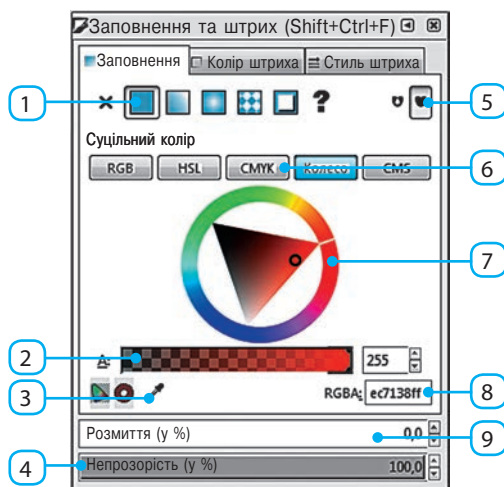 Заповнення та штрих (Shift+Ctrl+F)
Заповнення Колір штриха Стиль штриха
1
?
5
Суцільний колір
RGB HSL CMYK Колесо CMS
6
7
2
A: 255
3
RGBA: ec7138ff
8
Розмиття (у %) 0,0
9
4
Непрозорість (у %) 100,0